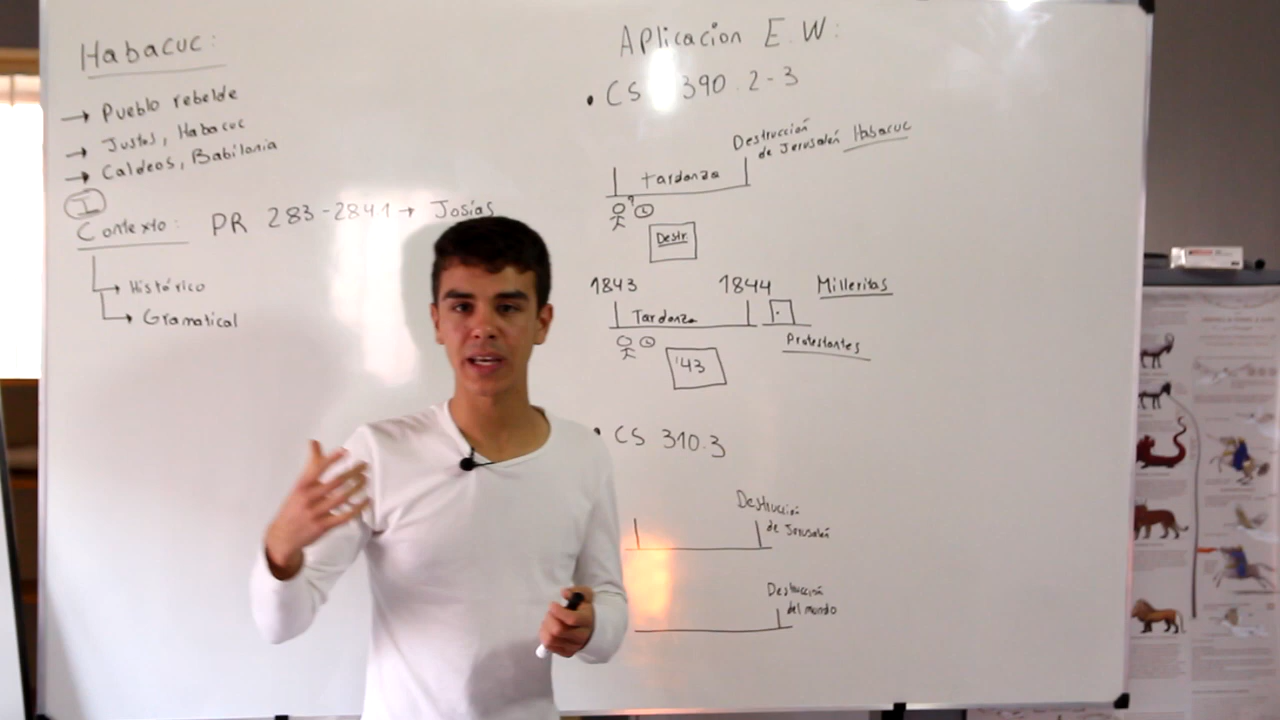 Habacuc:
→ Pueblo rebelde
→ Justos, Habacuc
→ Caldeos, Babilonia
I
Contexto: PR 283-284.1 → Josías
→ Histórico
→ Gramatical
Aplicacion E.W:
• CS 390.2-3
Destrucción
de Jerusalén Habacuc
tardanza
?
Destr.
1843 1844 Milleritas
Tardanza
Protestantes
'43
• CS 310.3
Destrucción
de Jerusalén
Destrucción
del mundo